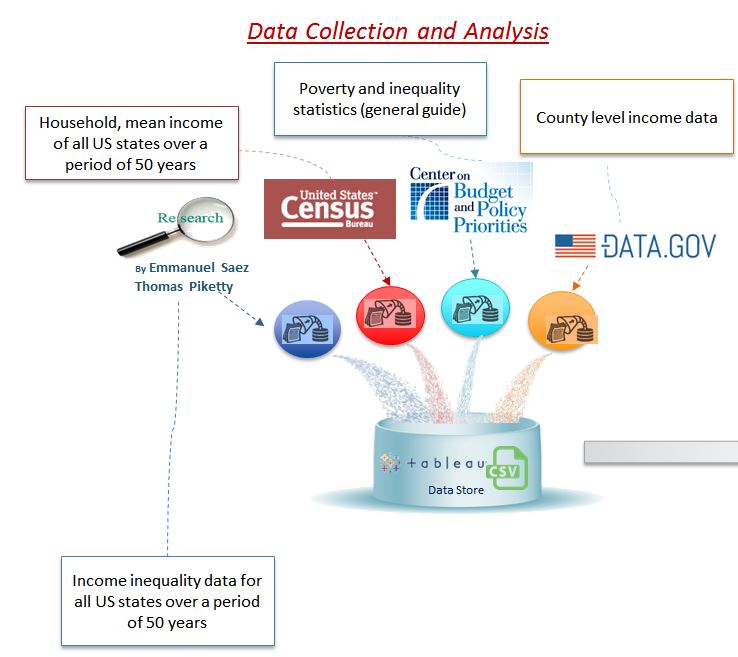 Data Collection and Analysis
Poverty and inequality
statistics (general guide)
Household, mean income
of all US states over a
period of 50 years
County level income data
United States™
Census
Bureau
Center on
Budget
and Policy
Priorities
Research
DATA.GOV
By Emmanuel Saez
Thomas Piketty
+ableau
CSV
Data Store
Income inequality data for
all US states over a period
of 50 years